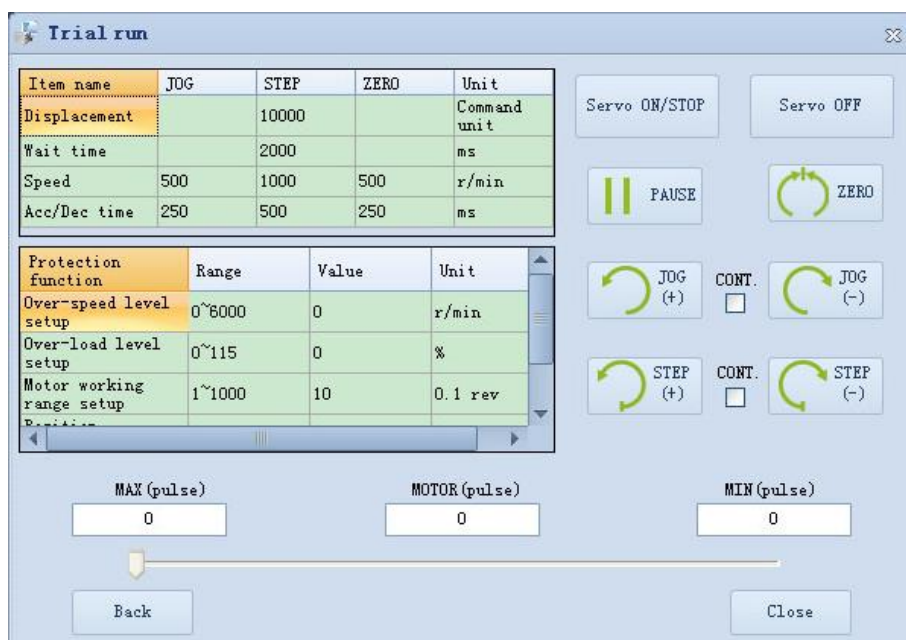 Trial run
Item name JOG STEP ZERO Unit
Displacement 10000 Command unit
Wait time 2000 ms
Speed 500 1000 500 r/min
Acc/Dec time 250 500 250 ms
Servo ON/STOP Servo OFF
PAUSE ZERO
Protection function Range Value Unit
Over-speed level setup 0~6000 0 r/min
Over-load level setup 0~115 0 %
Motor working range setup 1~1000 10 0.1 rev
JOG (+) CONT. JOG (-)
STEP (+) CONT. STEP (-)
MAX(pulse) MOTOR(pulse) MIN(pulse)
0 0 0
Back Close